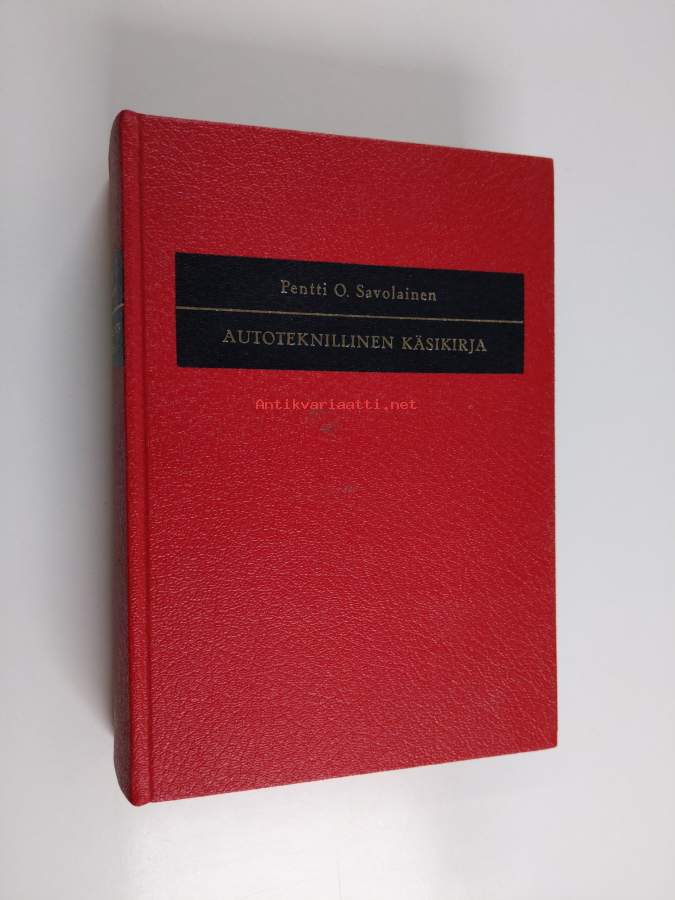 Pentti O. Savolainen
AUTOTEKNILLINEN KÄSIKIRJA
Antikvariaatti.net